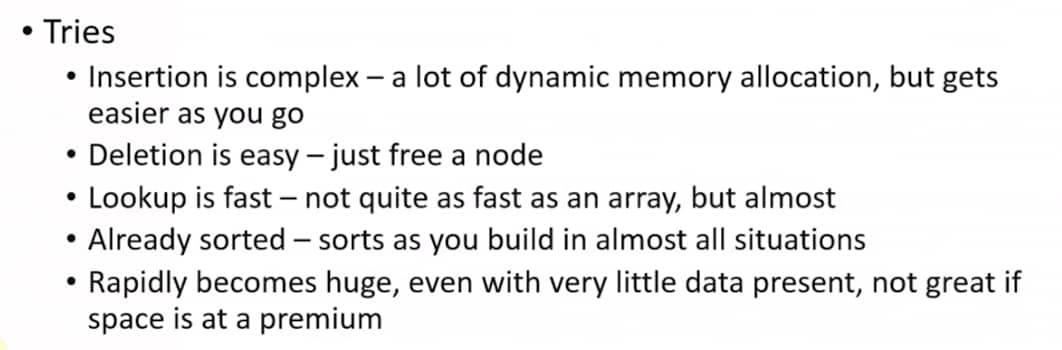 • Tries
• Insertion is complex – a lot of dynamic memory allocation, but gets
easier as you go
• Deletion is easy – just free a node
• Lookup is fast – not quite as fast as an array, but almost
• Already sorted – sorts as you build in almost all situations
• Rapidly becomes huge, even with very little data present, not great if
space is at a premium